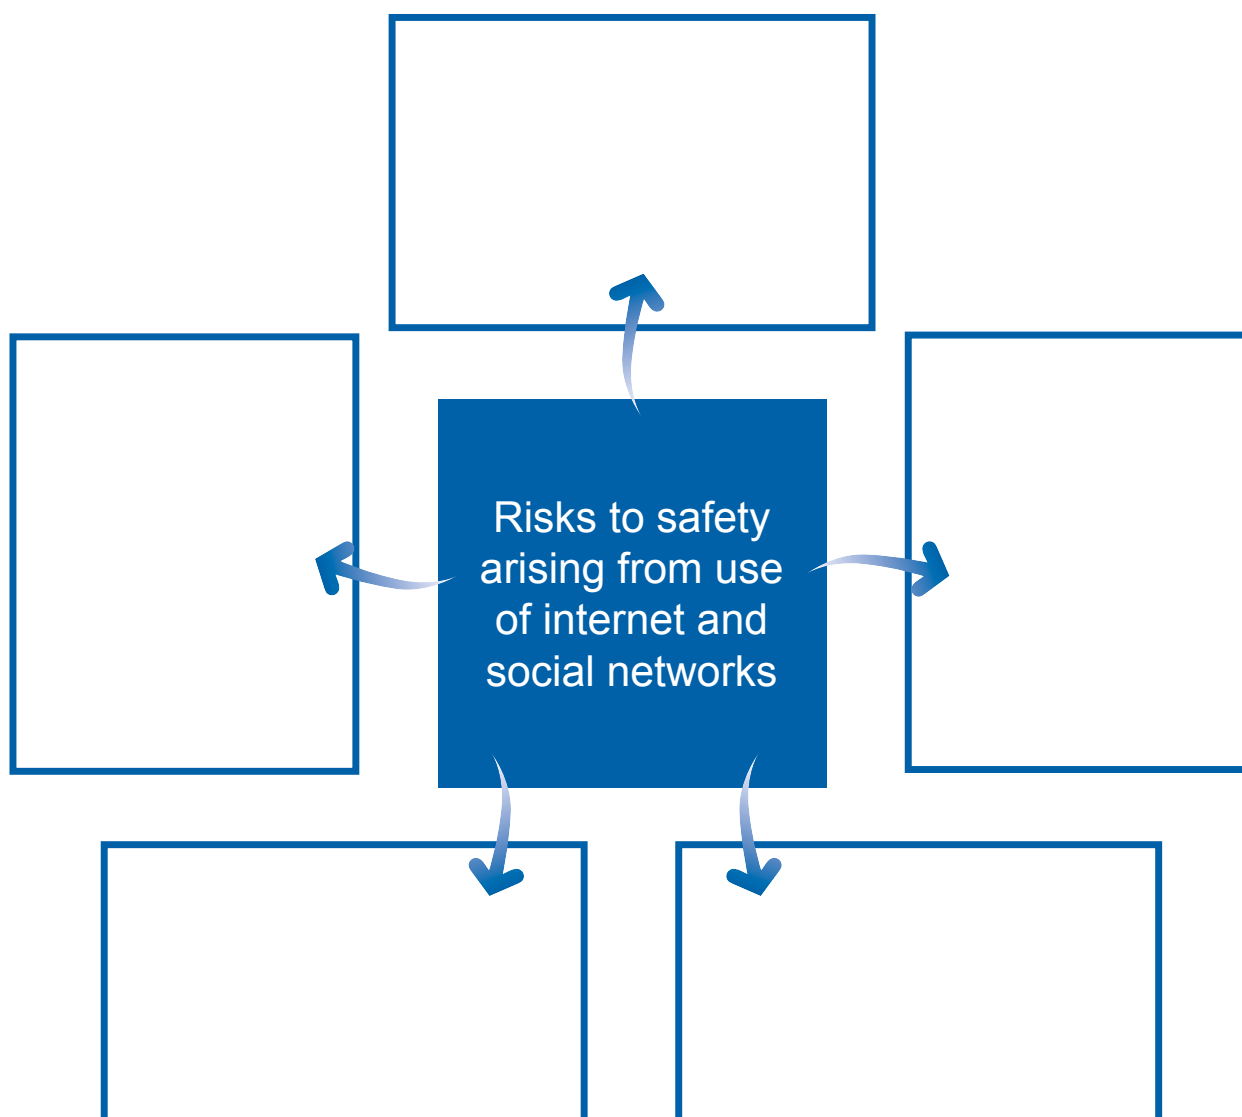 Risks to safety
arising from use
of internet and
social networks